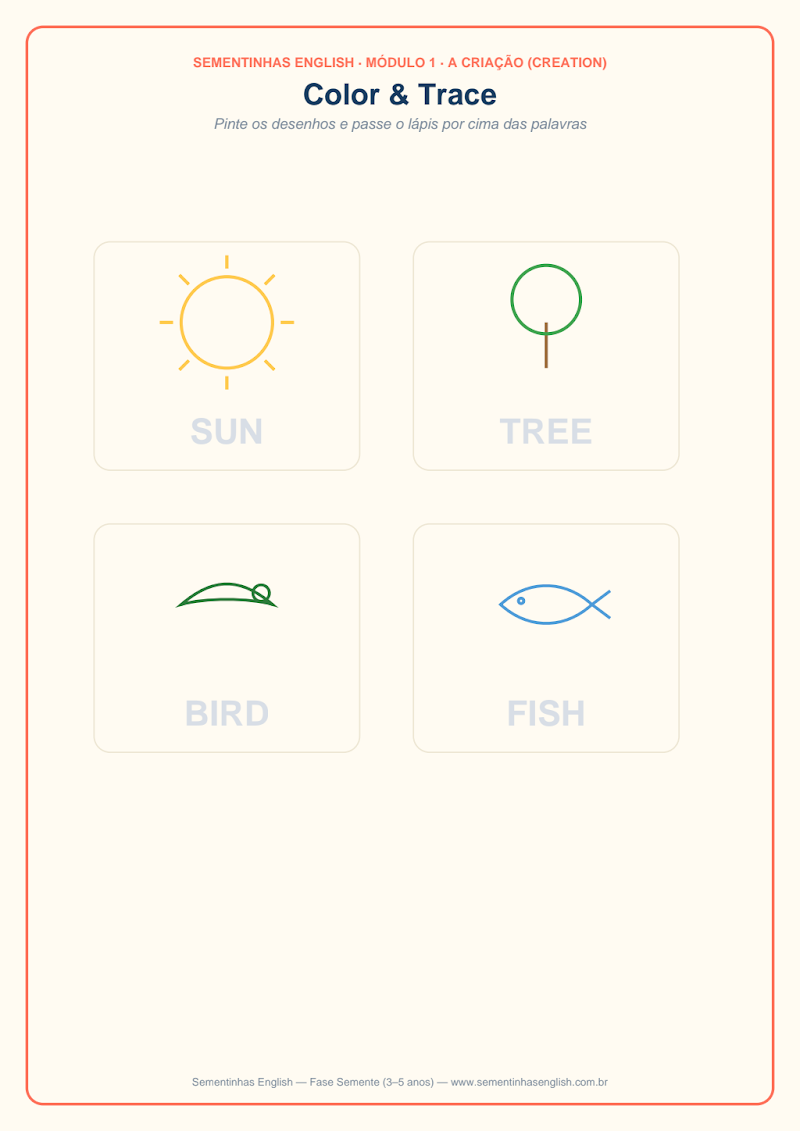 SEMENTINHAS ENGLISH · MÓDULO 1 · A CRIAÇÃO (CREATION)
Color & Trace
Pinte os desenhos e passe o lápis por cima das palavras
SUN
TREE
BIRD
FISH
Sementinhas English — Fase Semente (3–5 anos) — www.sementinhasenglish.com.br